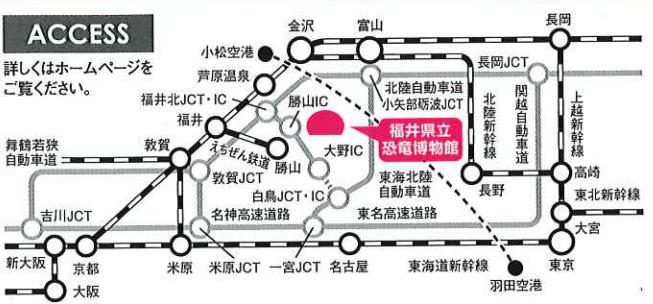 ACCESS
詳しくはホームページを
ご覧ください。
金沢
富山
長岡
小松空港
芦原温泉
長岡JCT
北陸自動車道
小矢部砺波JCT
福井北JCT・IC
勝山IC
福井
福井県立
恐竜博物館
えちぜん鉄道
勝山
大野IC
北陸新幹線
関越自動車道
上越新幹線
舞鶴若狭
自動車道
敦賀
敦賀JCT
白鳥JCT・IC
東海北陸
自動車道
長野
高崎
東北新幹線
吉川JCT
名神高速道路
東名高速道路
大宮
新大阪
京都
米原
米原JCT
一宮JCT
名古屋
東海道新幹線
東京
羽田空港
大阪